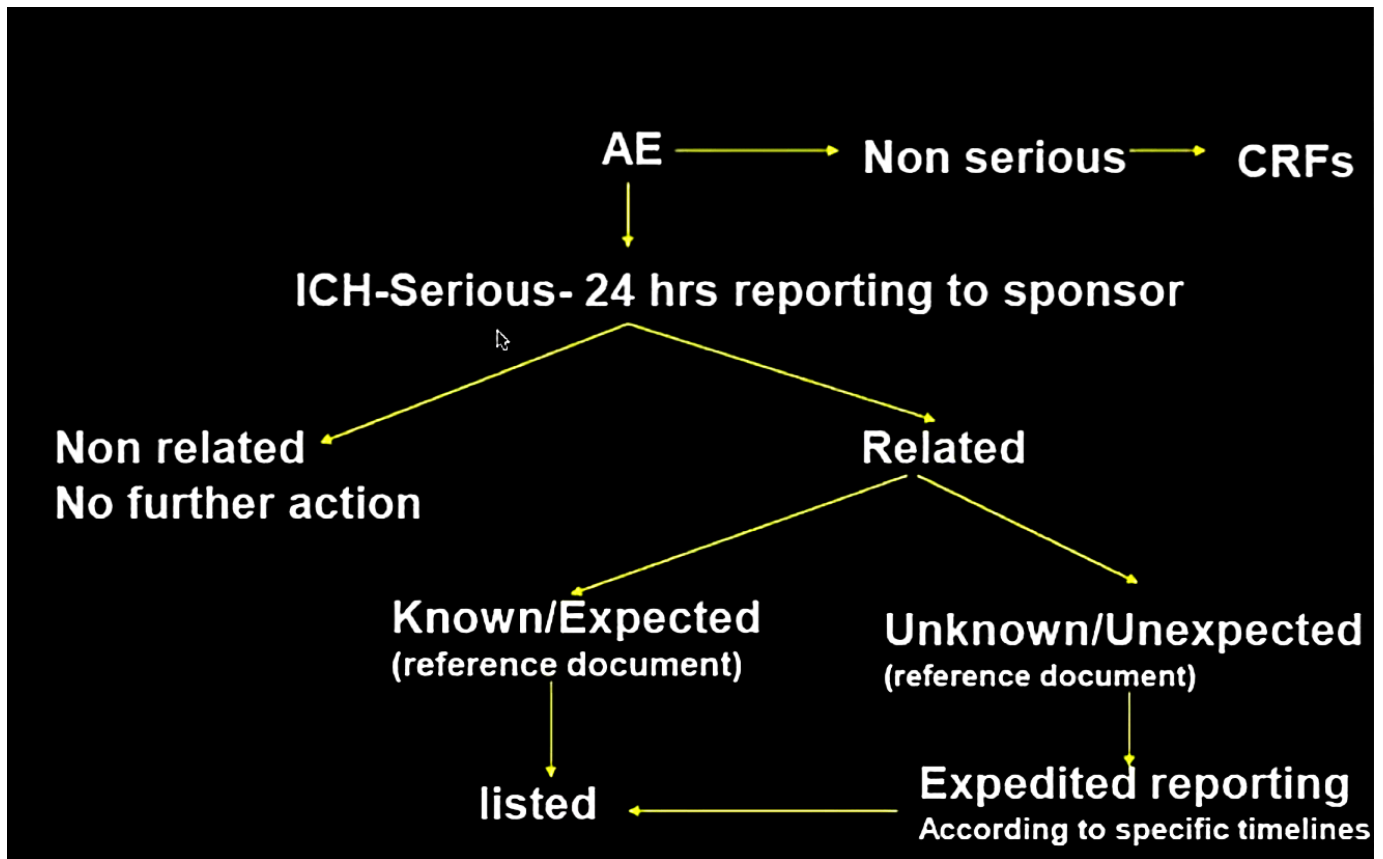 AE
Non serious
CRFs
ICH-Serious- 24 hrs reporting to sponsor
Non related
No further action
Related
Known/Expected
(reference document)
Unknown/Unexpected
(reference document)
listed
Expedited reporting
According to specific timelines